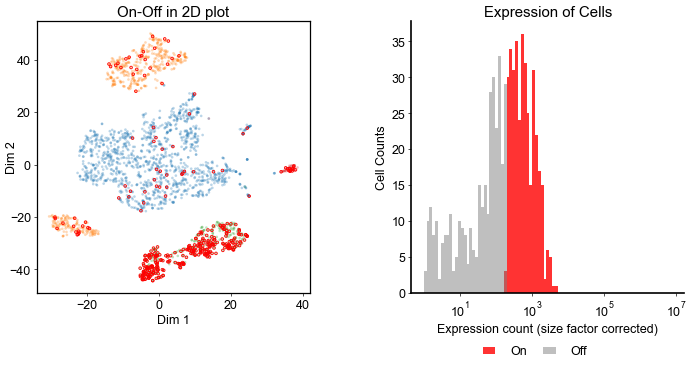 On-Off in 2D plot
Dim 2
40
20
0
−20
−40
−20
0
20
40
Dim 1
Expression of Cells
Cell Counts
35
30
25
20
15
10
5
0
10^1
10^3
10^5
10^7
Expression count (size factor corrected)
On
Off